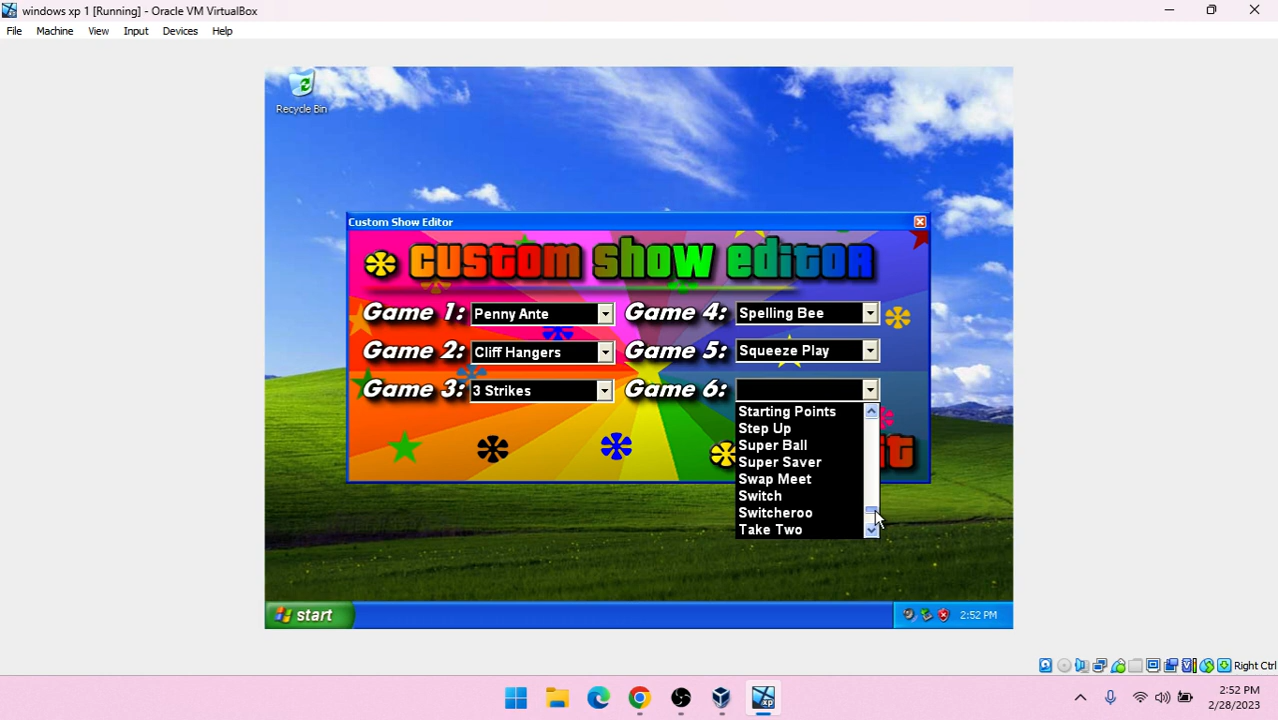 windows xp 1 [Running] - Oracle VM VirtualBox
File Machine View Input Devices Help
Recycle Bin
Custom Show Editor
custom show editor
Game 1: Penny Ante Game 4: Spelling Bee
Game 2: Cliff Hangers Game 5: Squeeze Play
Game 3: 3 Strikes Game 6:
Starting Points
Step Up
Super Ball
Super Saver
Swap Meet
Switch
Switcheroo
Take Two
it
start
2:52 PM
Right Ctrl
xp
2:52 PM
2/28/2023